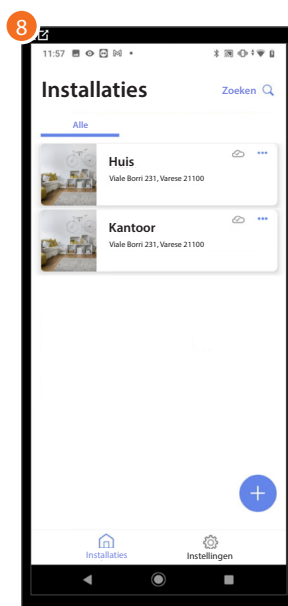 8
11:57
Installaties
Zoeken
Alle
Huis
Viale Borri 231, Varese 21100
Kantoor
Viale Borri 231, Varese 21100
Installaties
Instellingen